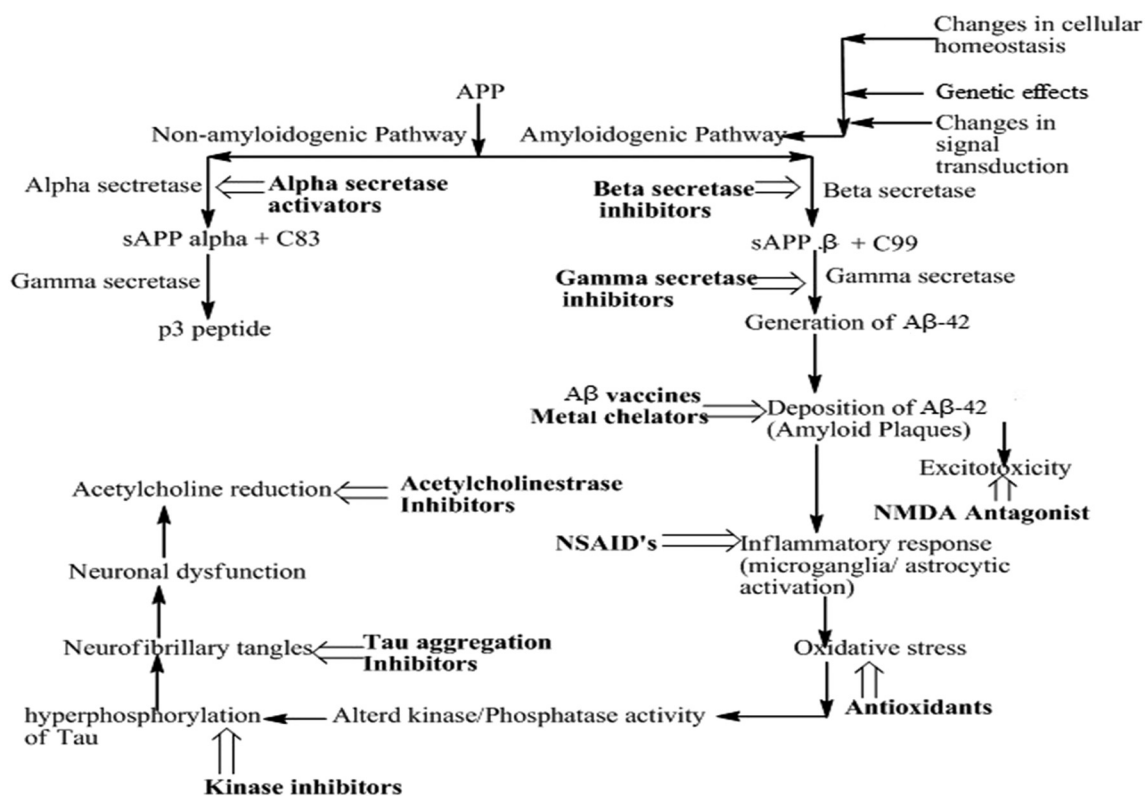 Changes in cellular
homeostasis
APP
Genetic effects
Non-amyloidogenic Pathway
Amyloidogenic Pathway
Changes in
signal
transduction
Alpha sectretase
Alpha secretase
activators
Beta secretase
inhibitors
Beta secretase
sAPP alpha + C83
sAPP .β + C99
Gamma secretase
Gamma secretase
inhibitors
Gamma secretase
p3 peptide
Generation of Aβ-42
Aβ vaccines
Metal chelators
Deposition of Aβ-42
(Amyloid Plaques)
Excitotoxicity
NMDA Antagonist
Acetylcholine reduction
Acetylcholinestrase
Inhibitors
NSAID's
Inflammatory response
(microganglia/ astrocytic
activation)
Neuronal dysfunction
Neurofibrillary tangles
Tau aggregation
Inhibitors
Oxidative stress
Antioxidants
hyperphosphorylation
of Tau
Alterd kinase/Phosphatase activity
Kinase inhibitors